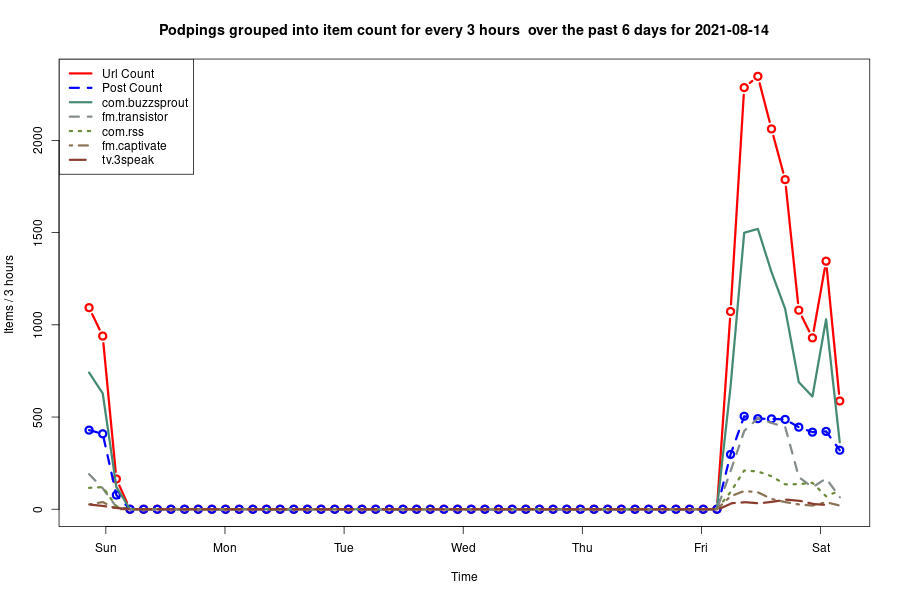 Podpings grouped into item count for every 3 hours  over the past 6 days for 2021-08-14
Url Count
Post Count
com.buzzsprout
fm.transistor
com.rss
fm.captivate
tv.3speak
Items / 3 hours
2000
1500
1000
500
0
Sun Mon Tue Wed Thu Fri Sat
Time